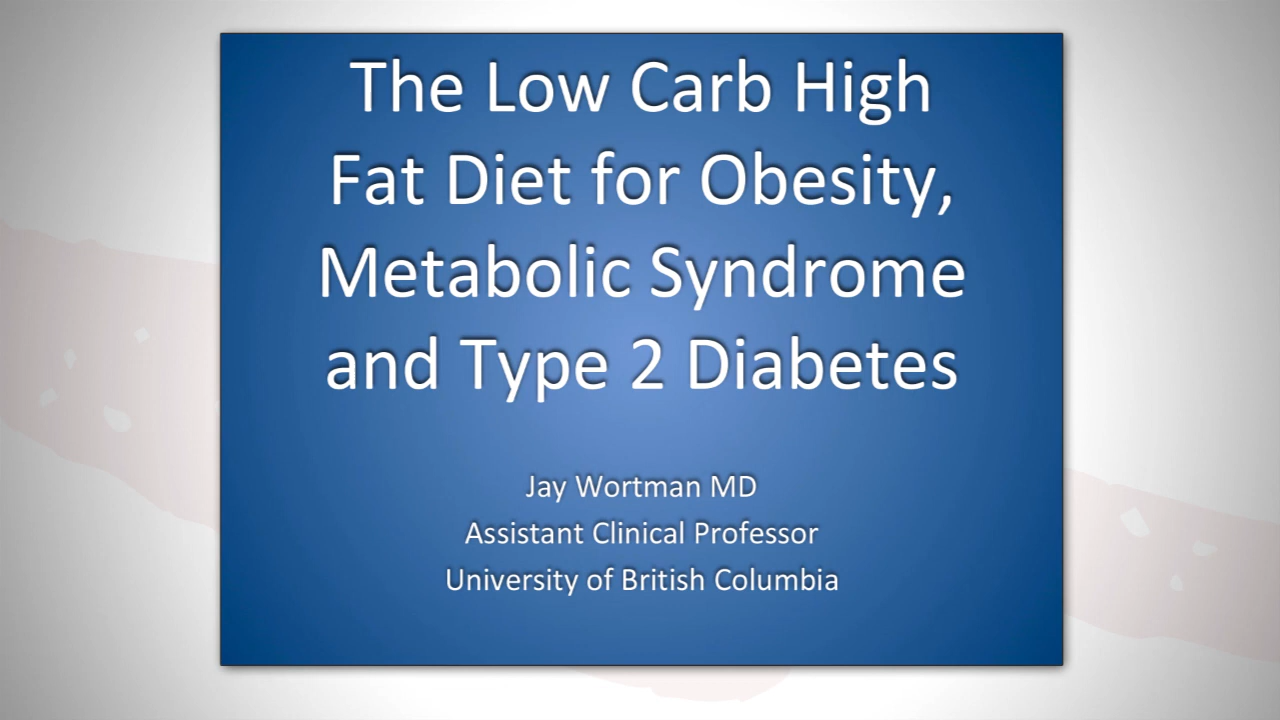 The Low Carb High
Fat Diet for Obesity,
Metabolic Syndrome
and Type 2 Diabetes
Jay Wortman MD
Assistant Clinical Professor
University of British Columbia